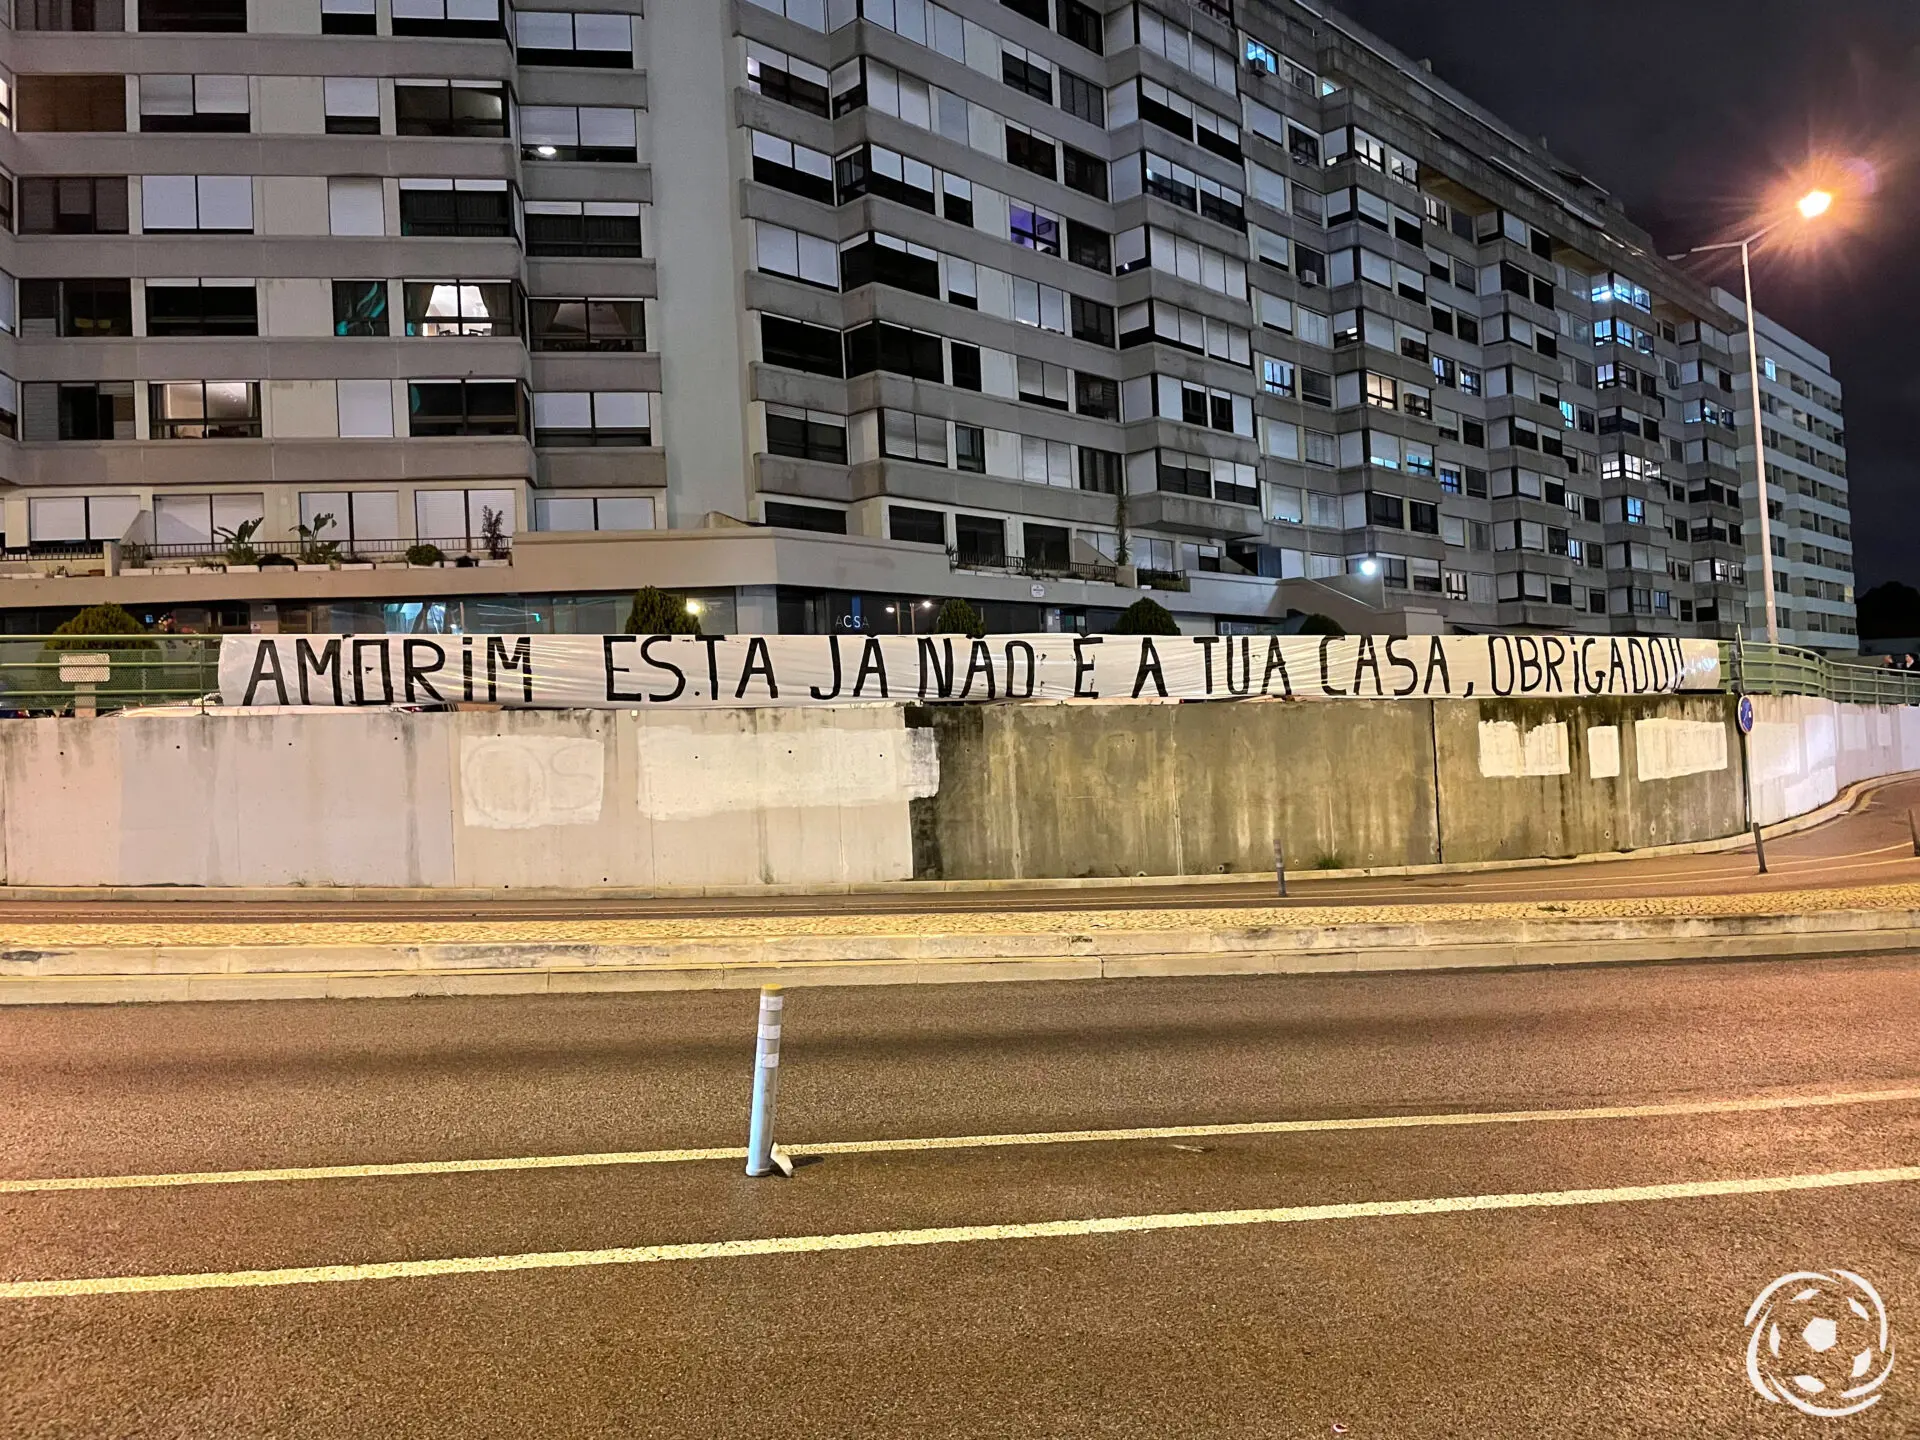 ACSA
AMORiM ESTA JÁ NÃO É A TUA CASA, OBRiGADO!!